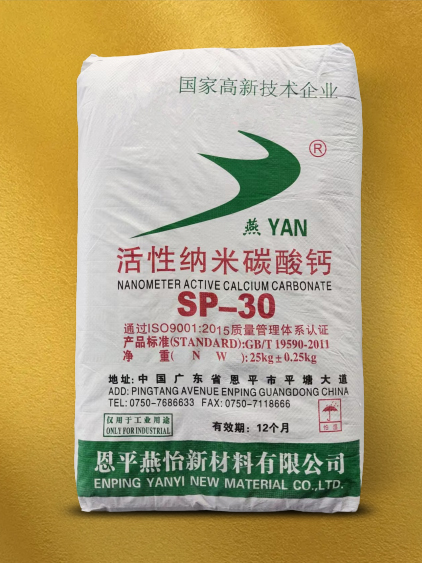 国家高新技术企业
®
燕 YAN
活性纳米碳酸钙
NANOMETER ACTIVE CALCIUM CARBONATE
SP-30
通过ISO9001:2015质量管理体系认证
产品标准(STANDARD):GB/T 19590-2011
净 重( N W ):25kg±0.25kg
地址: 中国广东省恩平市平塘大道
ADD: PINGTANG AVENUE ENPING GUANGDONG CHINA
TEL: 0750-7686633 FAX: 0750-7118666
仅用于工业用途
ONLY FOR INDUSTRIAL
有效期: 12个月
恩平燕怡新材料有限公司
ENPING YANYI NEW MATERIAL CO.,LTD.